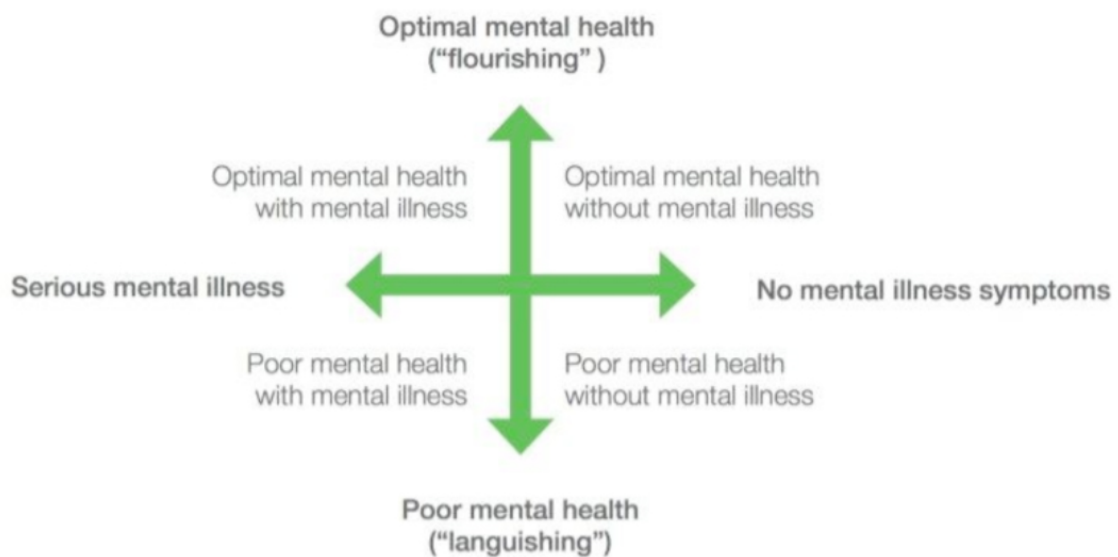 Optimal mental health
(“flourishing” )
Optimal mental health
with mental illness
Optimal mental health
without mental illness
Serious mental illness
No mental illness symptoms
Poor mental health
with mental illness
Poor mental health
without mental illness
Poor mental health
(“languishing”)